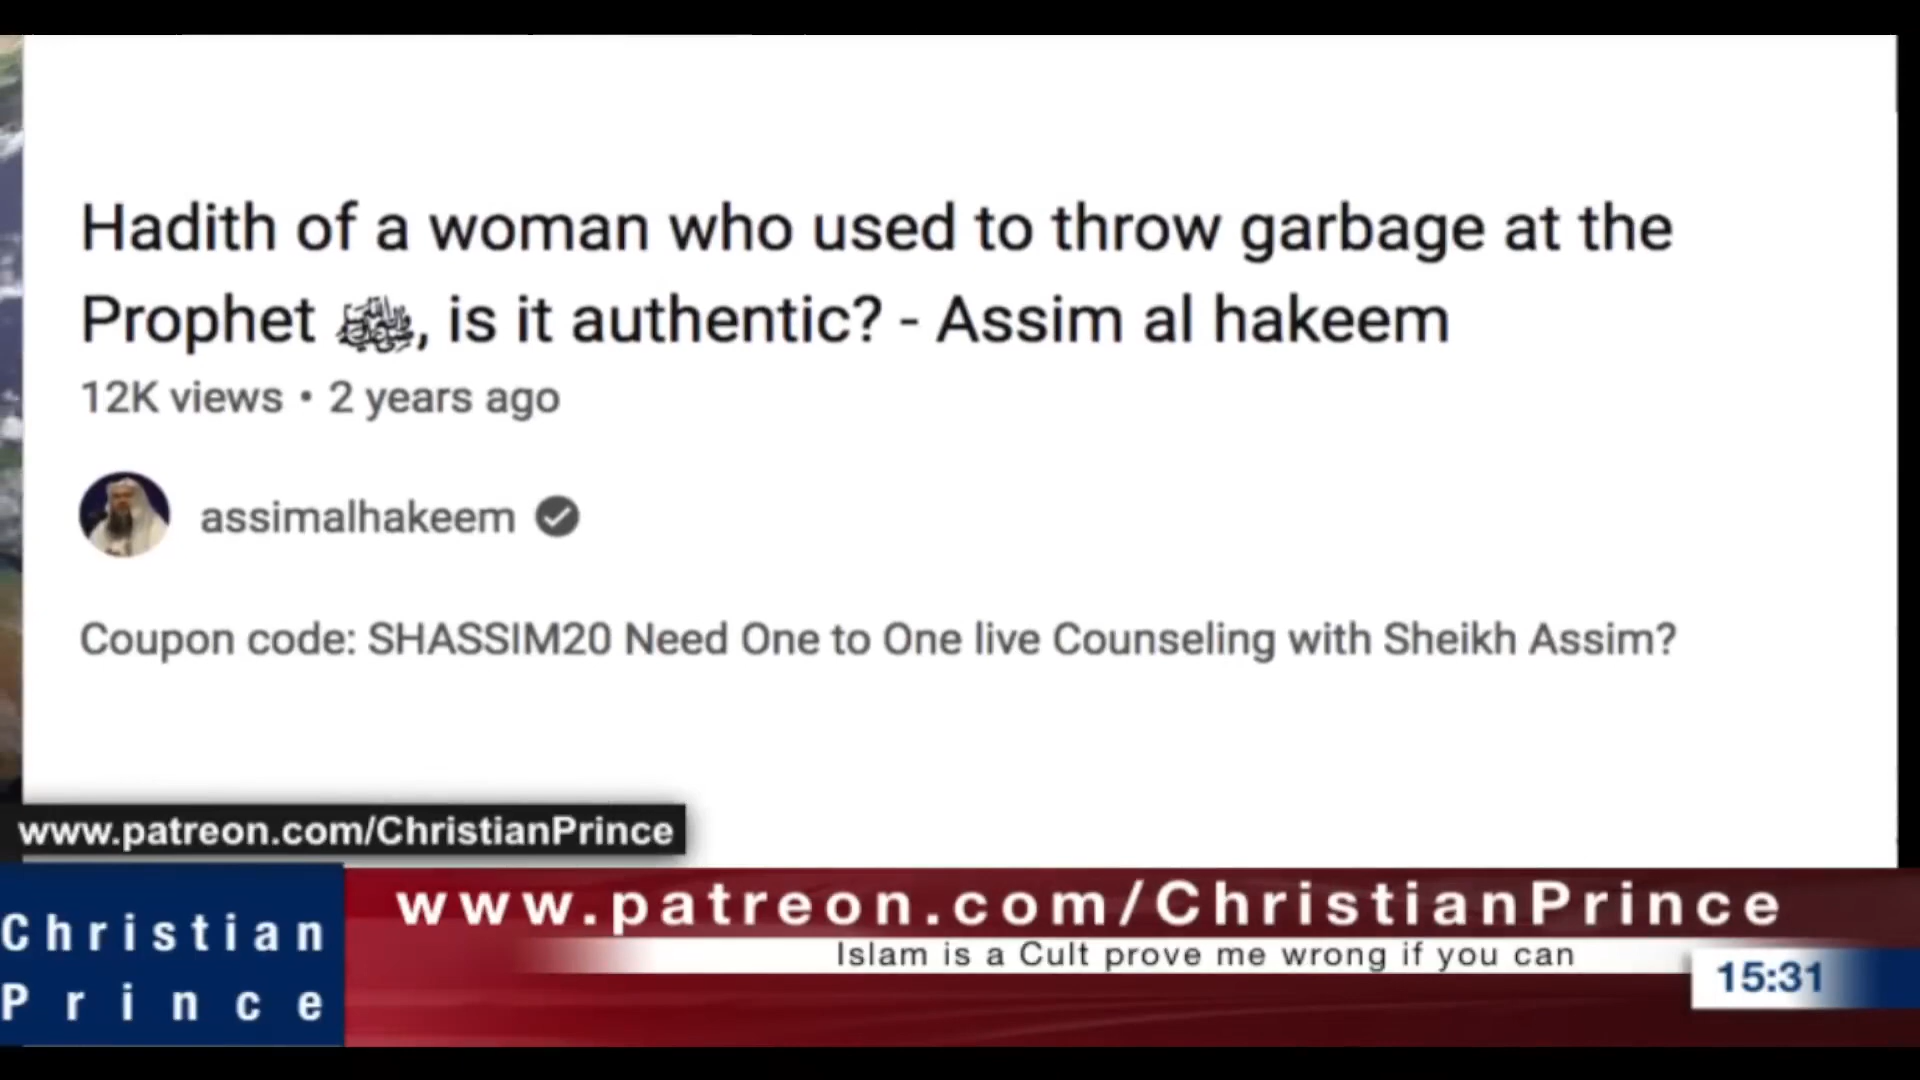 Hadith of a woman who used to throw garbage at the
Prophet ﷺ, is it authentic? - Assim al hakeem
12K views • 2 years ago
assimalhakeem
Coupon code: SHASSIM20 Need One to One live Counseling with Sheikh Assim?
www.patreon.com/ChristianPrince
Christian
Prince
www.patreon.com/ChristianPrince
Islam is a Cult prove me wrong if you can
15:31